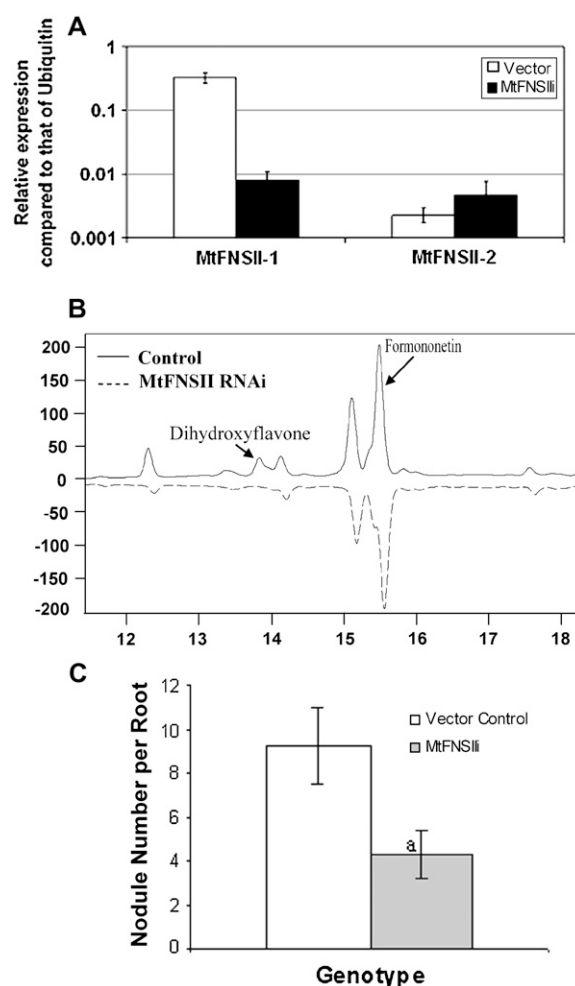 A
Relative expression
compared to that of Ubiquitin
1
0.1
0.01
0.001
Vector
MtFNSIIi
MtFNSII-1
MtFNSII-2
B
200
150
100
50
0
-50
-100
-150
-200
Control
MtFNSII RNAi
Dihydroxyflavone
Formononetin
12
13
14
15
16
17
18
C
Nodule Number per Root
12
10
8
6
4
2
0
Vector Control
MtFNSIIi
a
Genotype